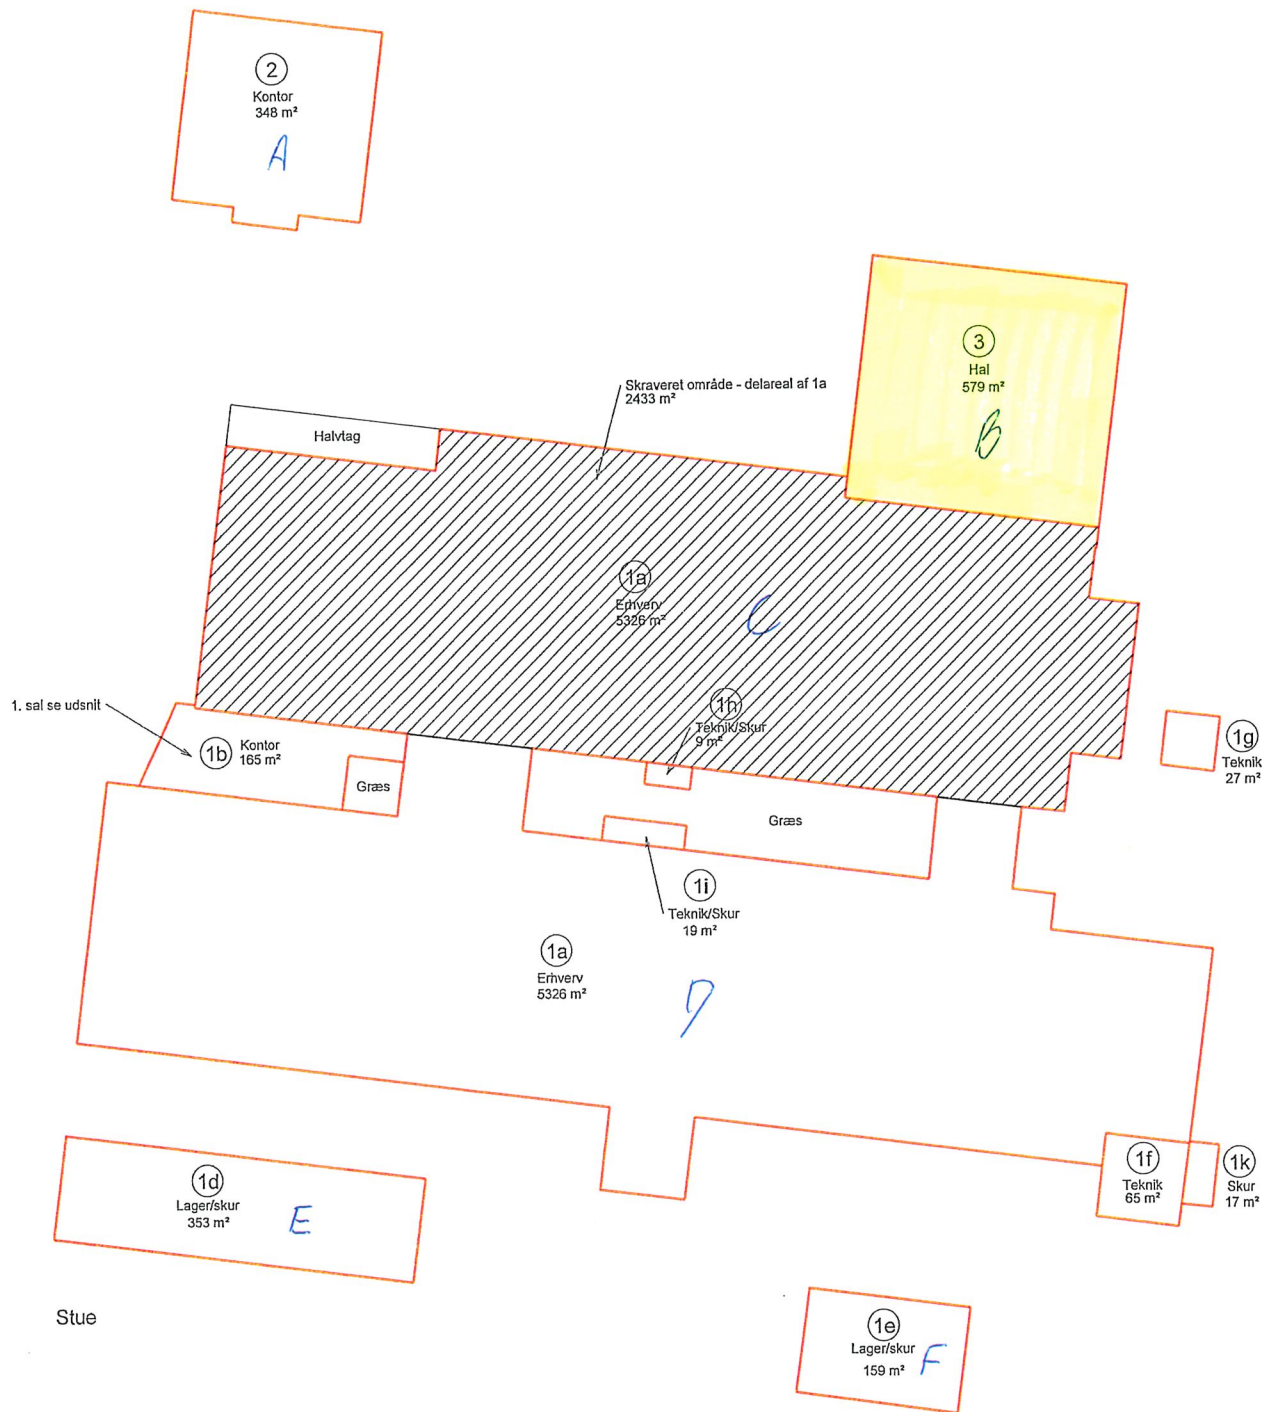 2
Kontor
348 m²
A
3
Hal
579 m²
B
Skraveret område - delareal af 1a
2433 m²
Halvtag
1a
Erhverv
5326 m²
C
1h
Teknik/Skur
9 m²
1. sal se udsnit
1b
Kontor
165 m²
Græs
1g
Teknik
27 m²
Græs
1i
Teknik/Skur
19 m²
1a
Erhverv
5326 m²
D
1f
Teknik
65 m²
1k
Skur
17 m²
1d
Lager/skur
353 m²
E
Stue
1e
Lager/skur
159 m²
F